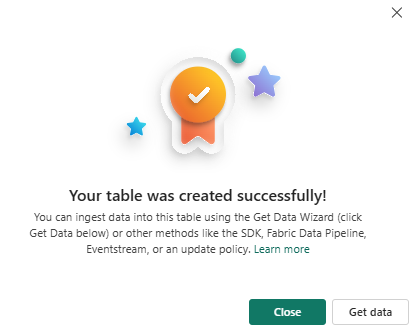 Your table was created successfully!
You can ingest data into this table using the Get Data Wizard (click
Get Data below) or other methods like the SDK, Fabric Data Pipeline,
Eventstream, or an update policy. Learn more
Close
Get data